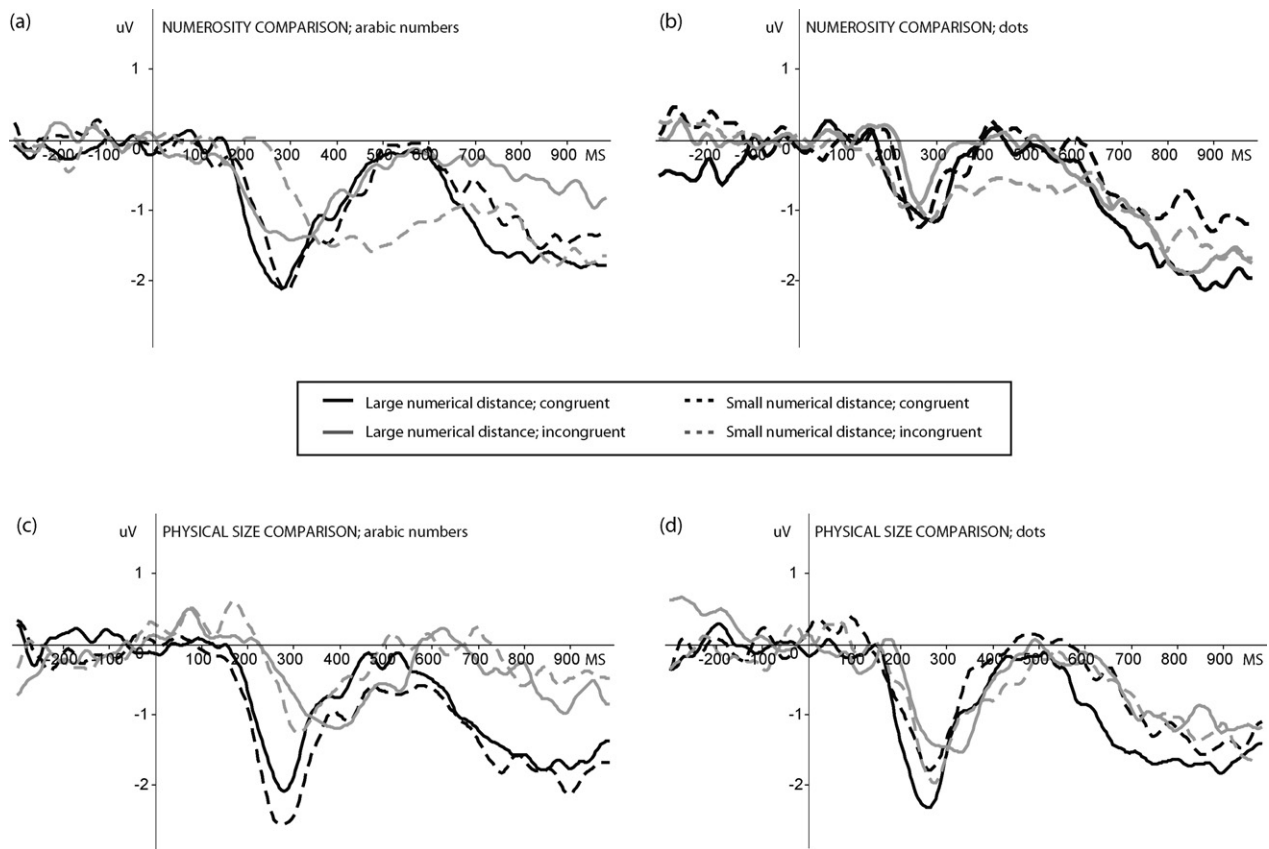 (a)
uV
NUMEROSITY COMPARISON; arabic numbers
1
-200 -100 0 100 200 300 400 500 600 700 800 900 MS
-1
-2
(b)
uV
NUMEROSITY COMPARISON; dots
1
-200 -100 0 100 200 300 400 500 600 700 800 900 MS
-1
-2
Large numerical distance; congruent
Small numerical distance; congruent
Large numerical distance; incongruent
Small numerical distance; incongruent
(c)
uV
PHYSICAL SIZE COMPARISON; arabic numbers
1
-200 -100 0 100 200 300 400 500 600 700 800 900 MS
-1
-2
(d)
uV
PHYSICAL SIZE COMPARISON; dots
1
-200 -100 0 100 200 300 400 500 600 700 800 900 MS
-1
-2